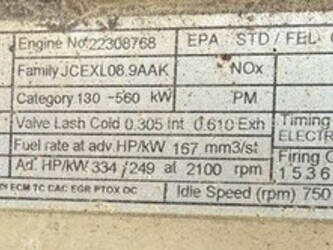 Engine No.22308768 EPA STD / FEL
Family JCEXL08.9AAK NOx
Category 130 -560 kW PM
Valve Lash Cold 0.305 Int 0.610 Exh Timing
ELECTR
Fuel rate at adv.HP/kW 167 mm3/st
Firing O
Ad. HP/kW 334 /249 at 2100 rpm 1 5 3 6
ECM TC CAC EGR PTOX OC Idle Speed (rpm) 750